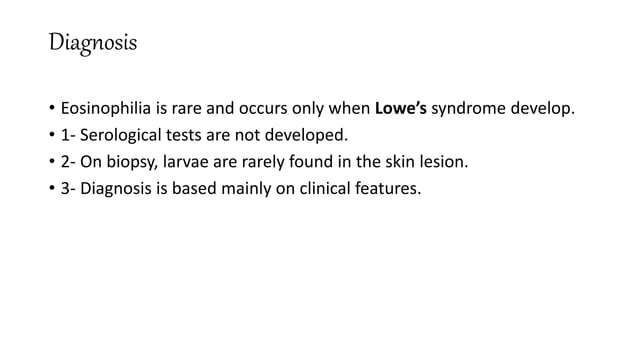 Diagnosis
• Eosinophilia is rare and occurs only when Lowe's syndrome develop.
• 1- Serological tests are not developed.
• 2- On biopsy, larvae are rarely found in the skin lesion.
• 3- Diagnosis is based mainly on clinical features.